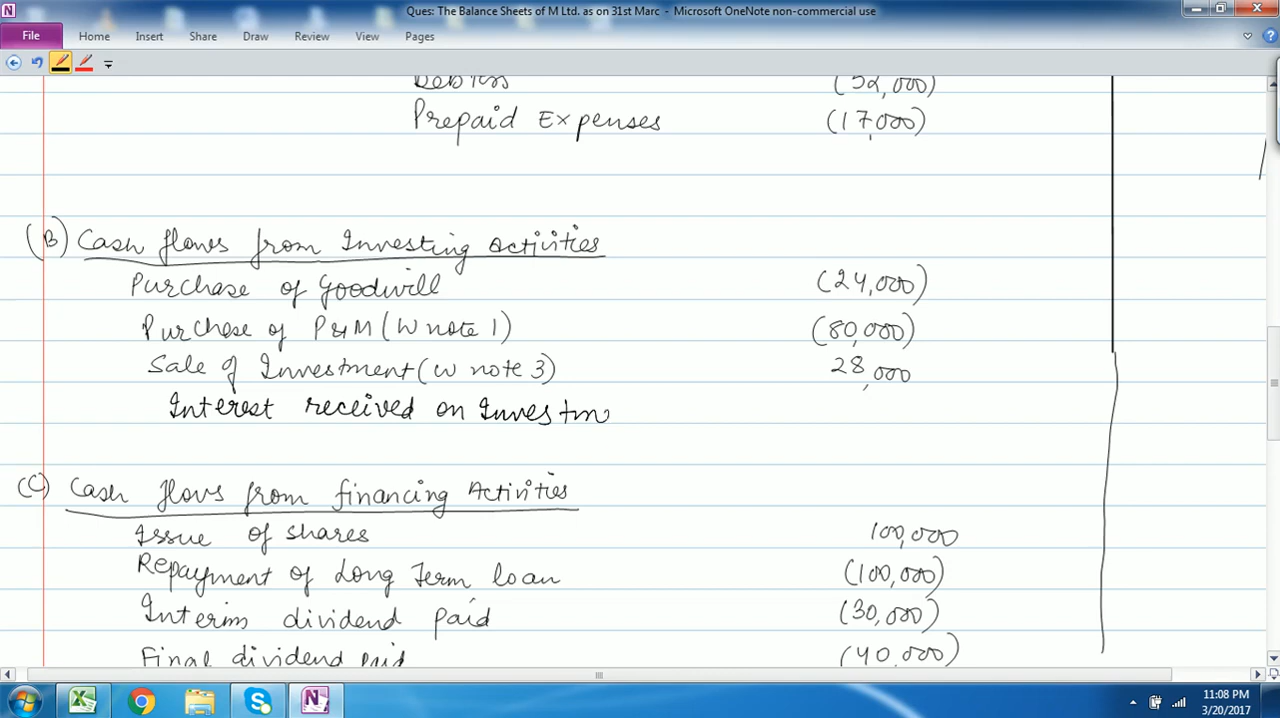 Ques: The Balance Sheets of M Ltd. as on 31st Marc - Microsoft OneNote non-commercial use
File Home Insert Share Draw Review View Pages
Debtors (52,000)
Prepaid Expenses (17,000)
(B) Cash flows from Investing activities
Purchase of Goodwill (24,000)
Purchase of P&M (W note 1) (80,000)
Sale of Investment (W note 3) 28,000
Interest received on Investm
(C) Cash flows from financing Activities
Issue of shares 100,000
Repayment of Long Term loan (100,000)
Interim dividend paid (30,000)
Final dividend paid (40,000)
11:08 PM
3/20/2017